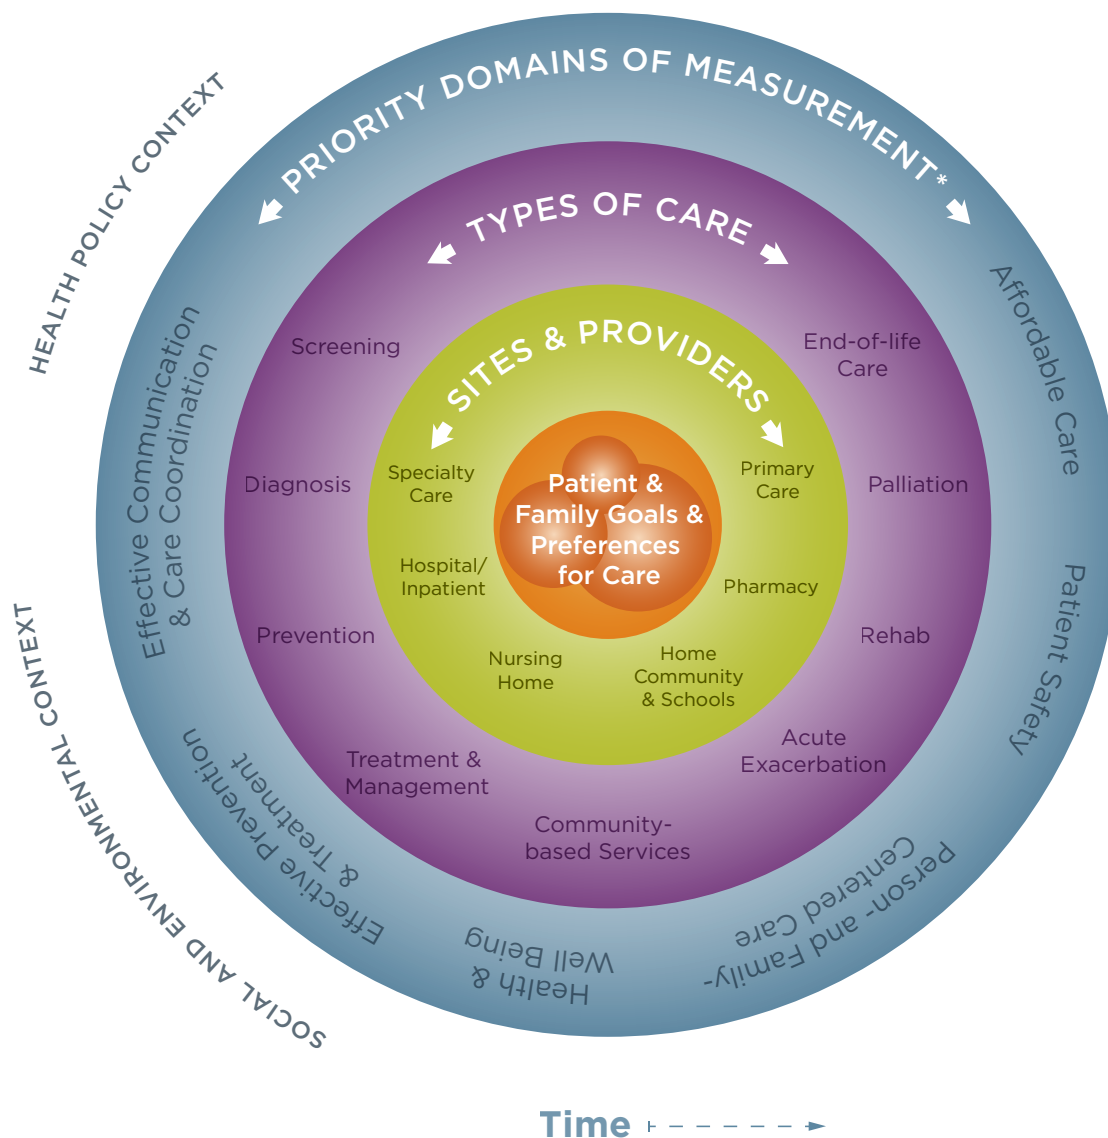 HEALTH POLICY CONTEXT
SOCIAL AND ENVIRONMENTAL CONTEXT
PRIORITY DOMAINS OF MEASUREMENT*
Effective Communication
& Care Coordination
Effective Prevention
& Treatment
Health &
Well Being
Person- and Family-
Centered Care
Patient Safety
Affordable Care
TYPES OF CARE
Screening
Diagnosis
Prevention
Treatment &
Management
Community-
based Services
Acute
Exacerbation
Rehab
Palliation
End-of-life
Care
SITES & PROVIDERS
Specialty
Care
Hospital/
Inpatient
Nursing
Home
Home
Community
& Schools
Pharmacy
Primary
Care
Patient &
Family Goals &
Preferences
for Care
Time